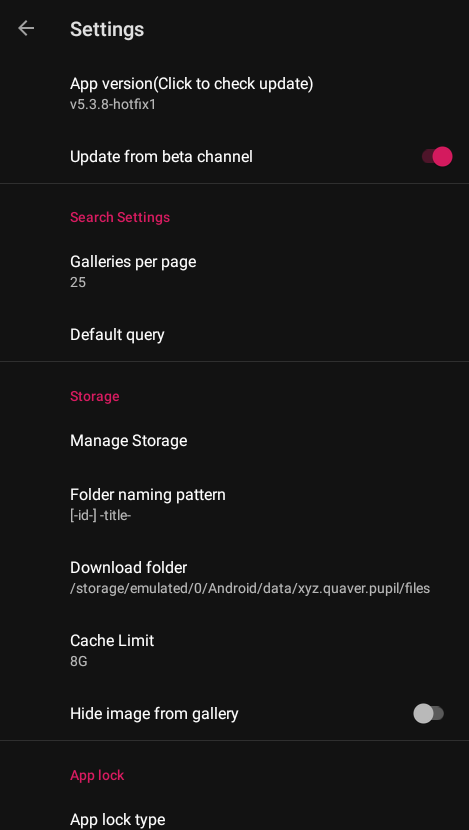 Settings
App version(Click to check update)
v5.3.8-hotfix1
Update from beta channel
Search Settings
Galleries per page
25
Default query
Storage
Manage Storage
Folder naming pattern
[-id-] -title-
Download folder
/storage/emulated/0/Android/data/xyz.quaver.pupil/files
Cache Limit
8G
Hide image from gallery
App lock
App lock type